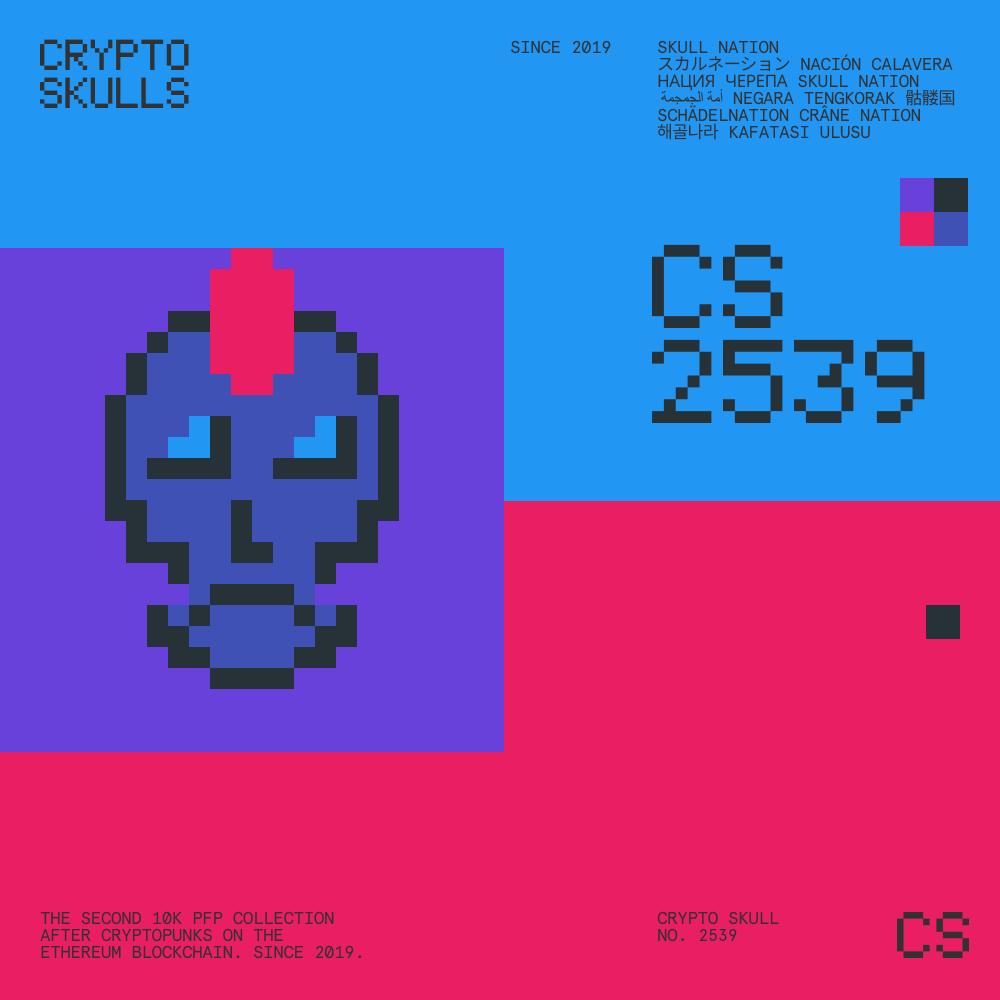 CRYPTO
SKULLS
SINCE 2019
SKULL NATION
スカルネーション NACIÓN CALAVERA
НАЦИЯ ЧЕРЕПА SKULL NATION
أمة الجمجمة NEGARA TENGKORAK 骷髅国
SCHÄDELNATION CRÂNE NATION
해골나라 KAFATASI ULUSU
CS
2539
THE SECOND 10K PFP COLLECTION
AFTER CRYPTOPUNKS ON THE
ETHEREUM BLOCKCHAIN. SINCE 2019.
CRYPTO SKULL
NO. 2539
CS